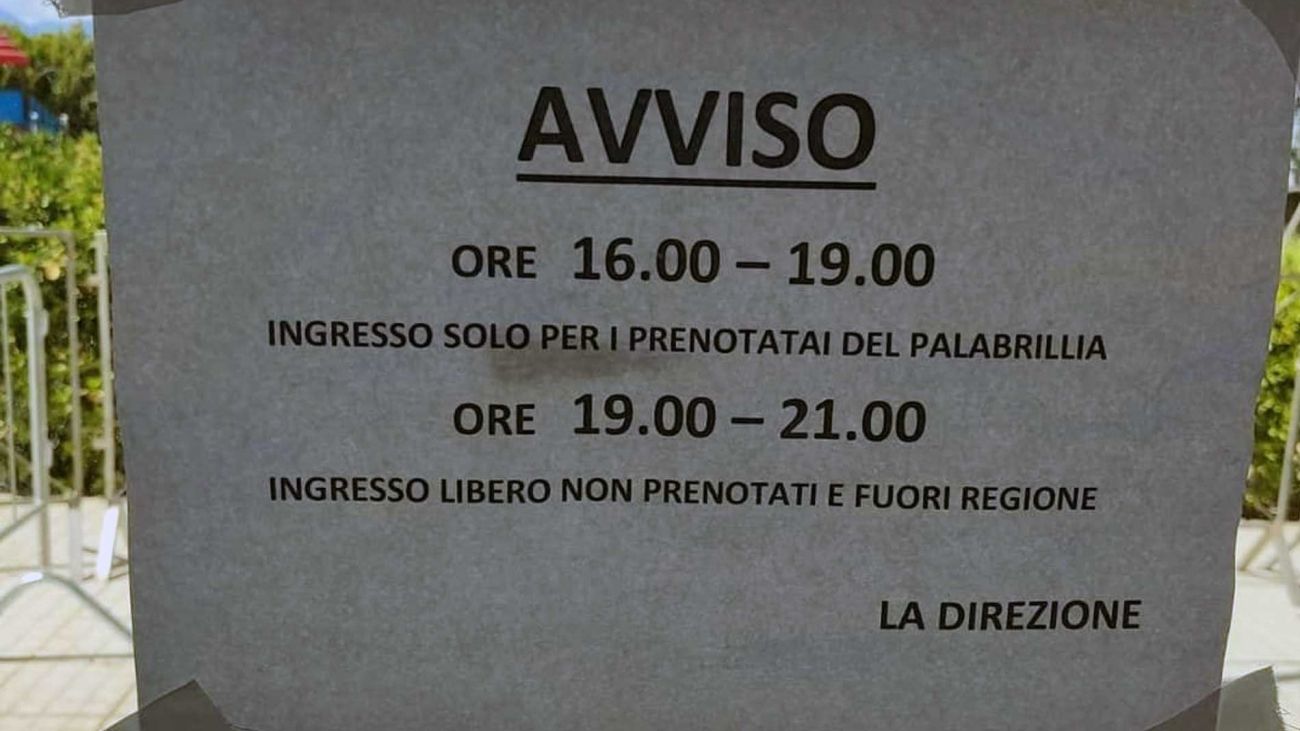 AVVISO
ORE 16.00 – 19.00
INGRESSO SOLO PER I PRENOTATAI DEL PALABRILLIA
ORE 19.00 – 21.00
INGRESSO LIBERO NON PRENOTATI E FUORI REGIONE
LA DIREZIONE